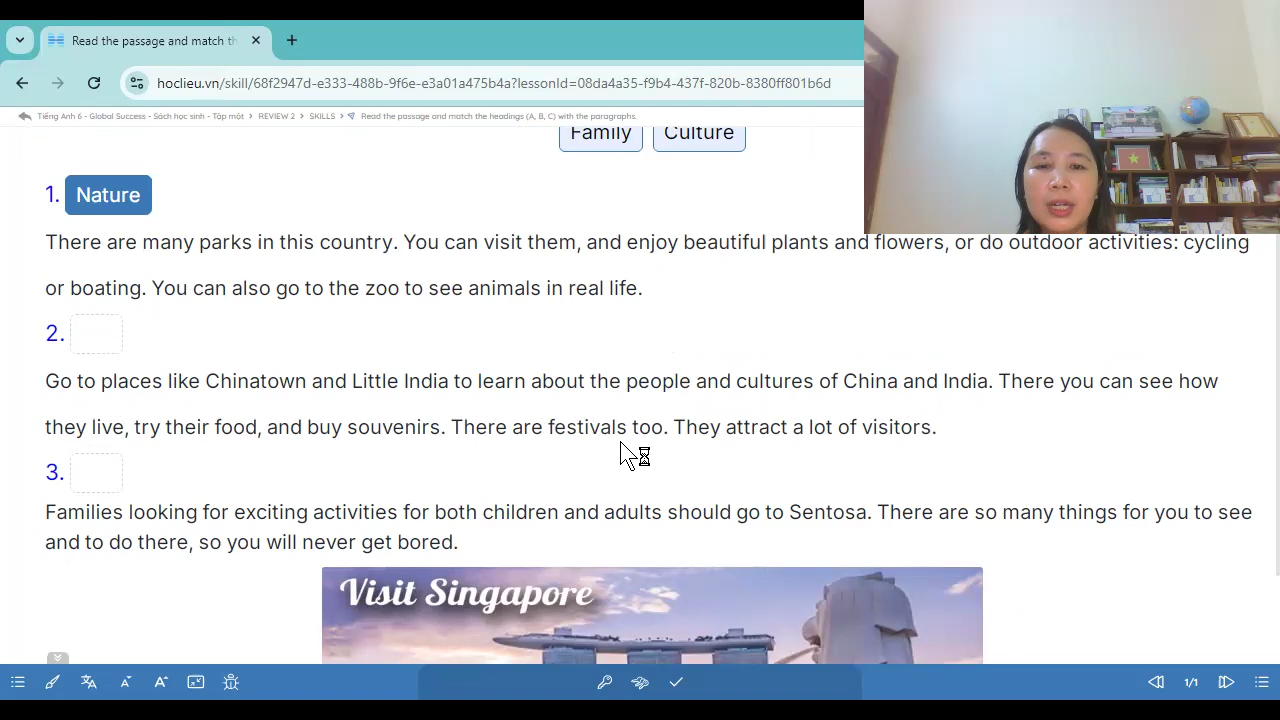 Read the passage and match th
hoclieu.vn/skill/68f2947d-e333-488b-9f6e-e3a01a475b4a?lessonId=08da4a35-f9b4-437f-820b-8380ff801b6d
Tiếng Anh 6 - Global Success - Sách học sinh - Tập một > REVIEW 2 > SKILLS > Read the passage and match the headings (A, B, C) with the paragraphs.
Family Culture
1. Nature
There are many parks in this country. You can visit them, and enjoy beautiful plants and flowers, or do outdoor activities: cycling
or boating. You can also go to the zoo to see animals in real life.
2.
Go to places like Chinatown and Little India to learn about the people and cultures of China and India. There you can see how
they live, try their food, and buy souvenirs. There are festivals too. They attract a lot of visitors.
3.
Families looking for exciting activities for both children and adults should go to Sentosa. There are so many things for you to see
and to do there, so you will never get bored.
Visit Singapore
1/1